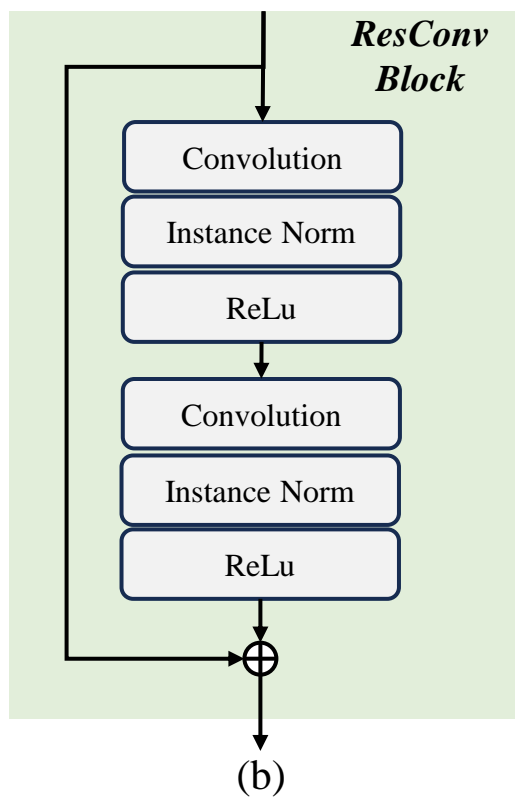 ResConv
Block
Convolution
Instance Norm
ReLu
Convolution
Instance Norm
ReLu
(b)